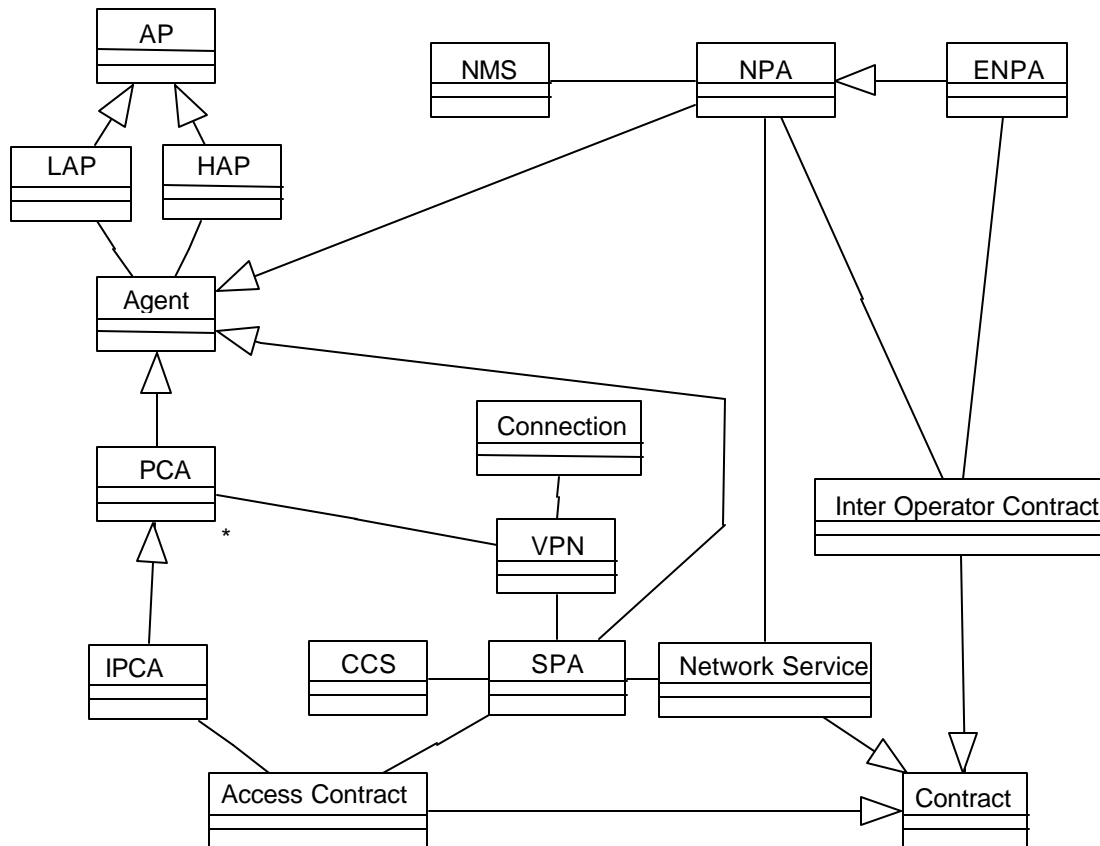 AP
NMS
NPA
ENPA
LAP
HAP
Agent
Connection
PCA
Inter Operator Contract
*
VPN
IPCA
CCS
SPA
Network Service
Access Contract
Contract